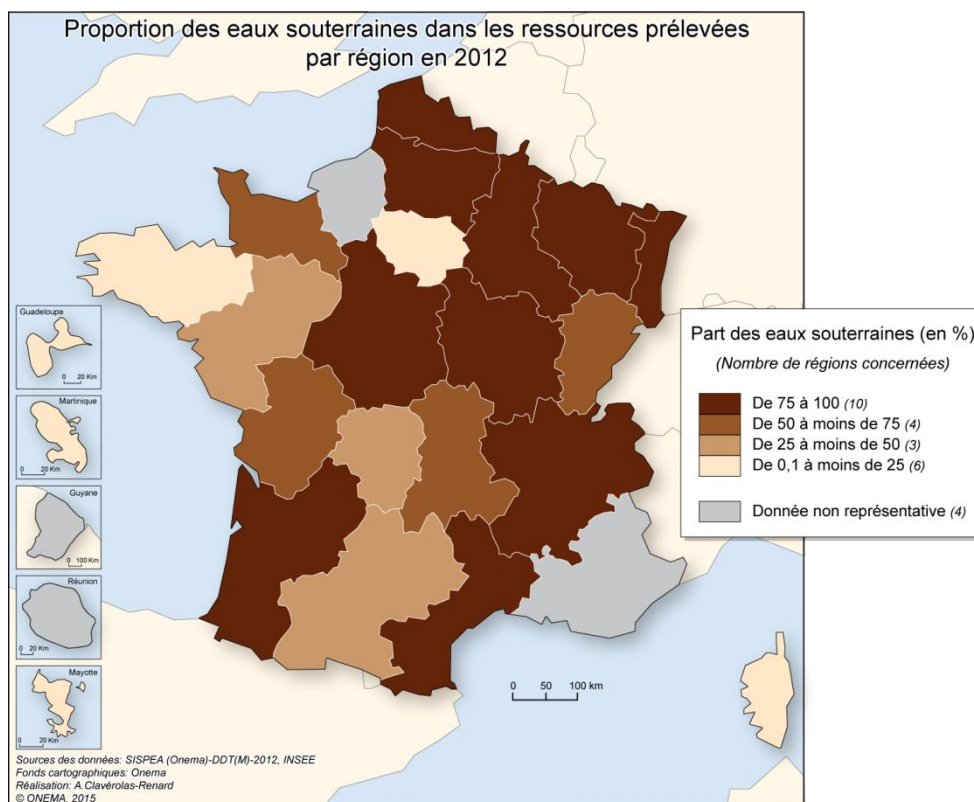 Proportion des eaux souterraines dans les ressources prélevées
par région en 2012
Guadeloupe
0 20 Km
Martinique
0 20 Km
Guyane
0 100 Km
Réunion
0 20 Km
Mayotte
0 20 Km
Part des eaux souterraines (en %)
(Nombre de régions concernées)
De 75 à 100 (10)
De 50 à moins de 75 (4)
De 25 à moins de 50 (3)
De 0,1 à moins de 25 (6)
Donnée non représentative (4)
0 50 100 km
Sources des données: SISPEA (Onema)-DDT(M)-2012, INSEE
Fonds cartographiques: Onema
Réalisation: A.Clavérolas-Renard
© ONEMA, 2015